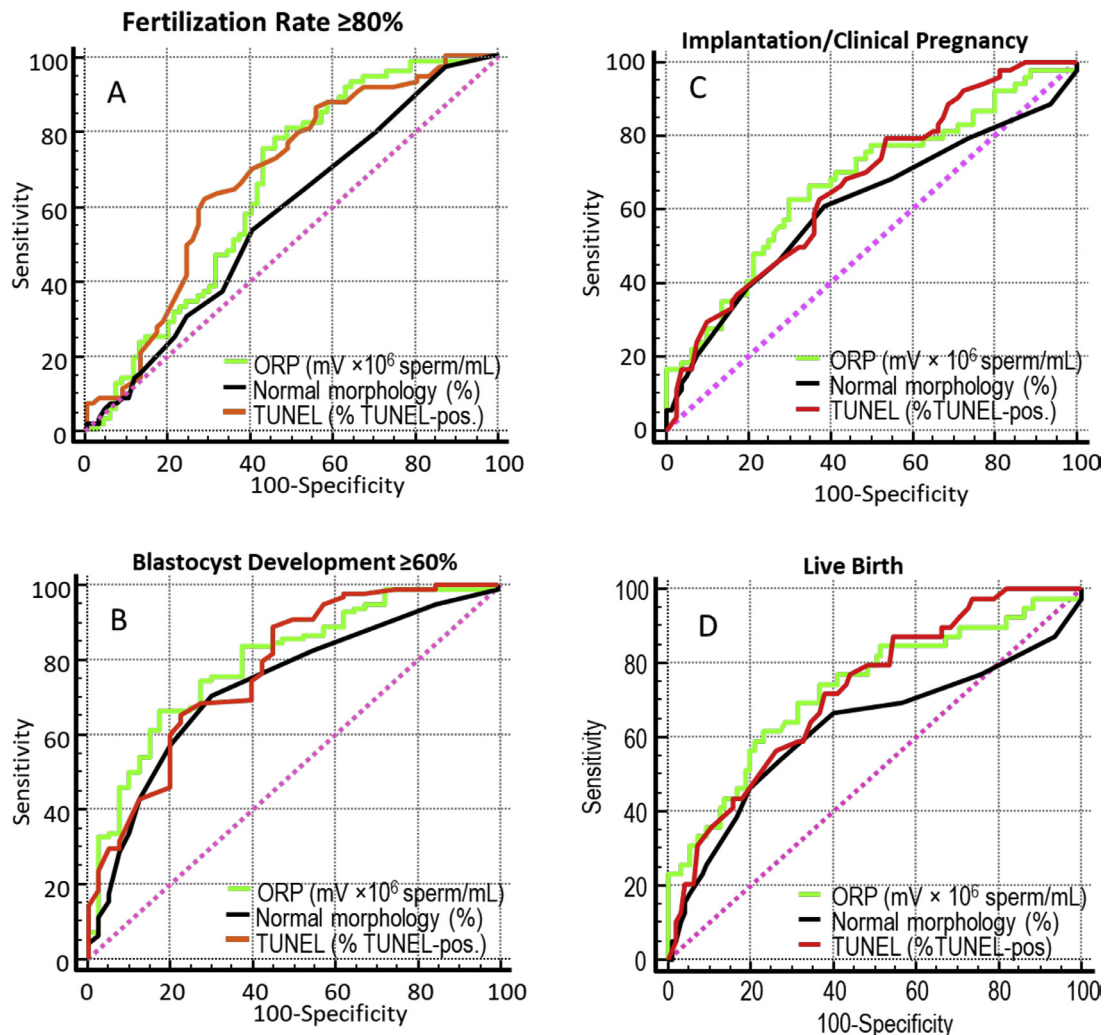 Fertilization Rate ≥80%
A
100
80
60
40
20
0
Sensitivity
ORP (mV ×10⁶ sperm/mL)
Normal morphology (%)
TUNEL (% TUNEL-pos.)
0 20 40 60 80 100
100-Specificity
Implantation/Clinical Pregnancy
C
100
80
60
40
20
0
Sensitivity
ORP (mV × 10⁶ sperm/mL)
Normal morphology (%)
TUNEL (%TUNEL-pos.)
0 20 40 60 80 100
100-Specificity
Blastocyst Development ≥60%
B
100
80
60
40
20
0
Sensitivity
ORP (mV × 10⁶ sperm/mL)
Normal morphology (%)
TUNEL (% TUNEL-pos.)
0 20 40 60 80 100
100-Specificity
Live Birth
D
100
80
60
40
20
0
Sensitivity
ORP (mV × 10⁶ sperm/mL)
Normal morphology (%)
TUNEL (%TUNEL-pos)
0 20 40 60 80 100
100-Specificity